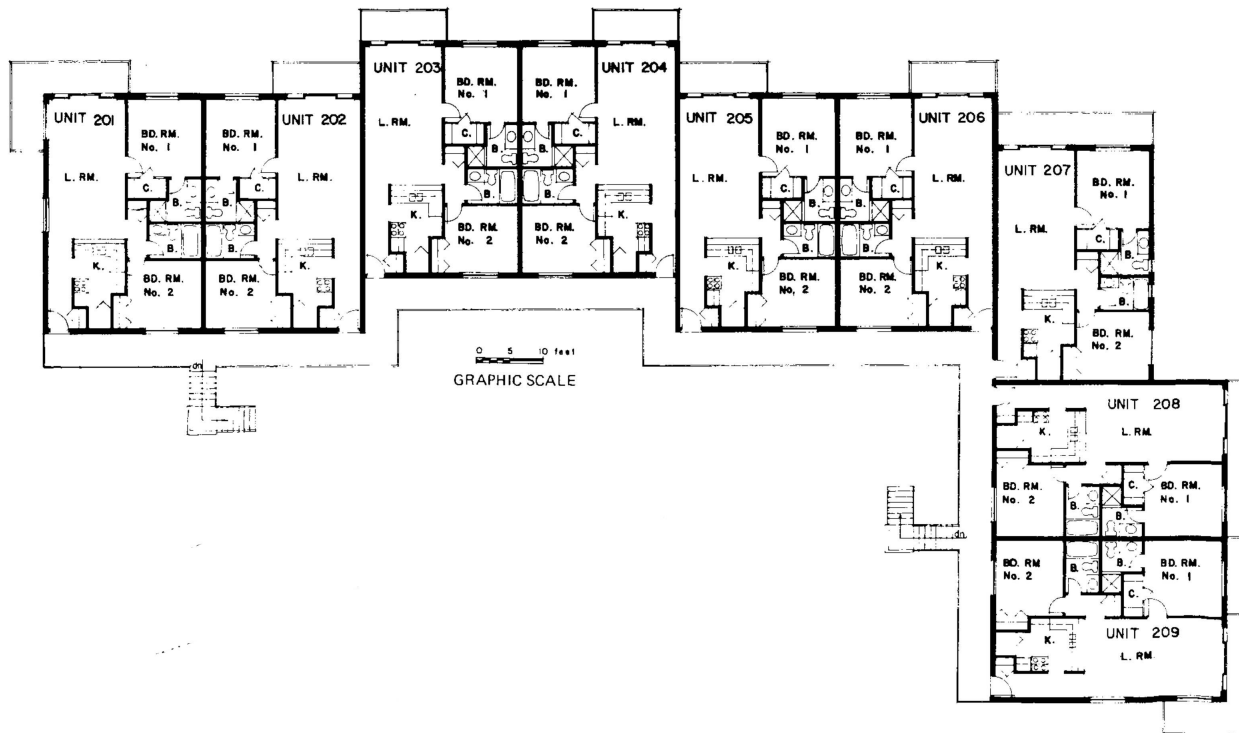 UNIT 201
BD. RM.
No. 1
L. RM.
C.
B.
B.
K.
BD. RM.
No. 2
UNIT 202
BD. RM.
No. 1
L. RM.
C.
B.
B.
K.
BD. RM.
No. 2
UNIT 203
BD. RM.
No. 1
L. RM.
C.
B.
B.
K.
BD. RM.
No. 2
UNIT 204
BD. RM.
No. 1
L. RM.
C.
B.
B.
K.
BD. RM.
No. 2
UNIT 205
BD. RM.
No. 1
L. RM.
C.
B.
B.
K.
BD. RM.
No. 2
UNIT 206
BD. RM.
No. 1
L. RM.
C.
B.
B.
K.
BD. RM.
No. 2
UNIT 207
BD. RM.
No. 1
L. RM.
C.
B.
B.
K.
BD. RM.
No. 2
dn
0 5 10 feet
GRAPHIC SCALE
UNIT 208
K.
L. RM.
BD. RM.
No. 2
C.
BD. RM.
No. 1
B.
B.
dn
BD. RM
No. 2
B.
B.
BD. RM.
No. 1
C.
UNIT 209
K.
L. RM.